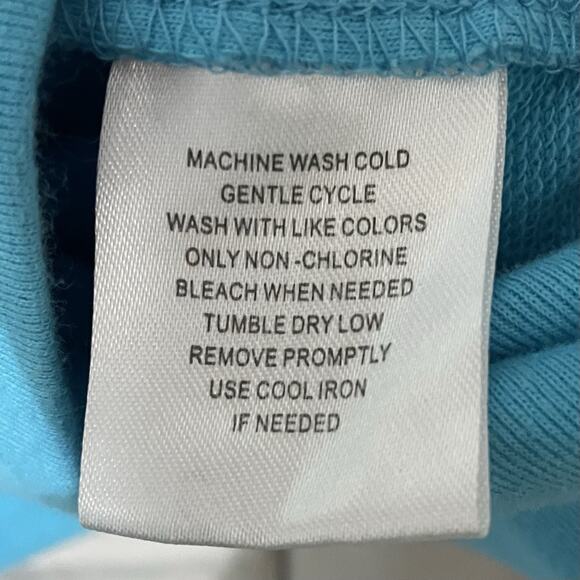 MACHINE WASH COLD
GENTLE CYCLE
WASH WITH LIKE COLORS
ONLY NON-CHLORINE
BLEACH WHEN NEEDED
TUMBLE DRY LOW
REMOVE PROMPTLY
USE COOL IRON
IF NEEDED